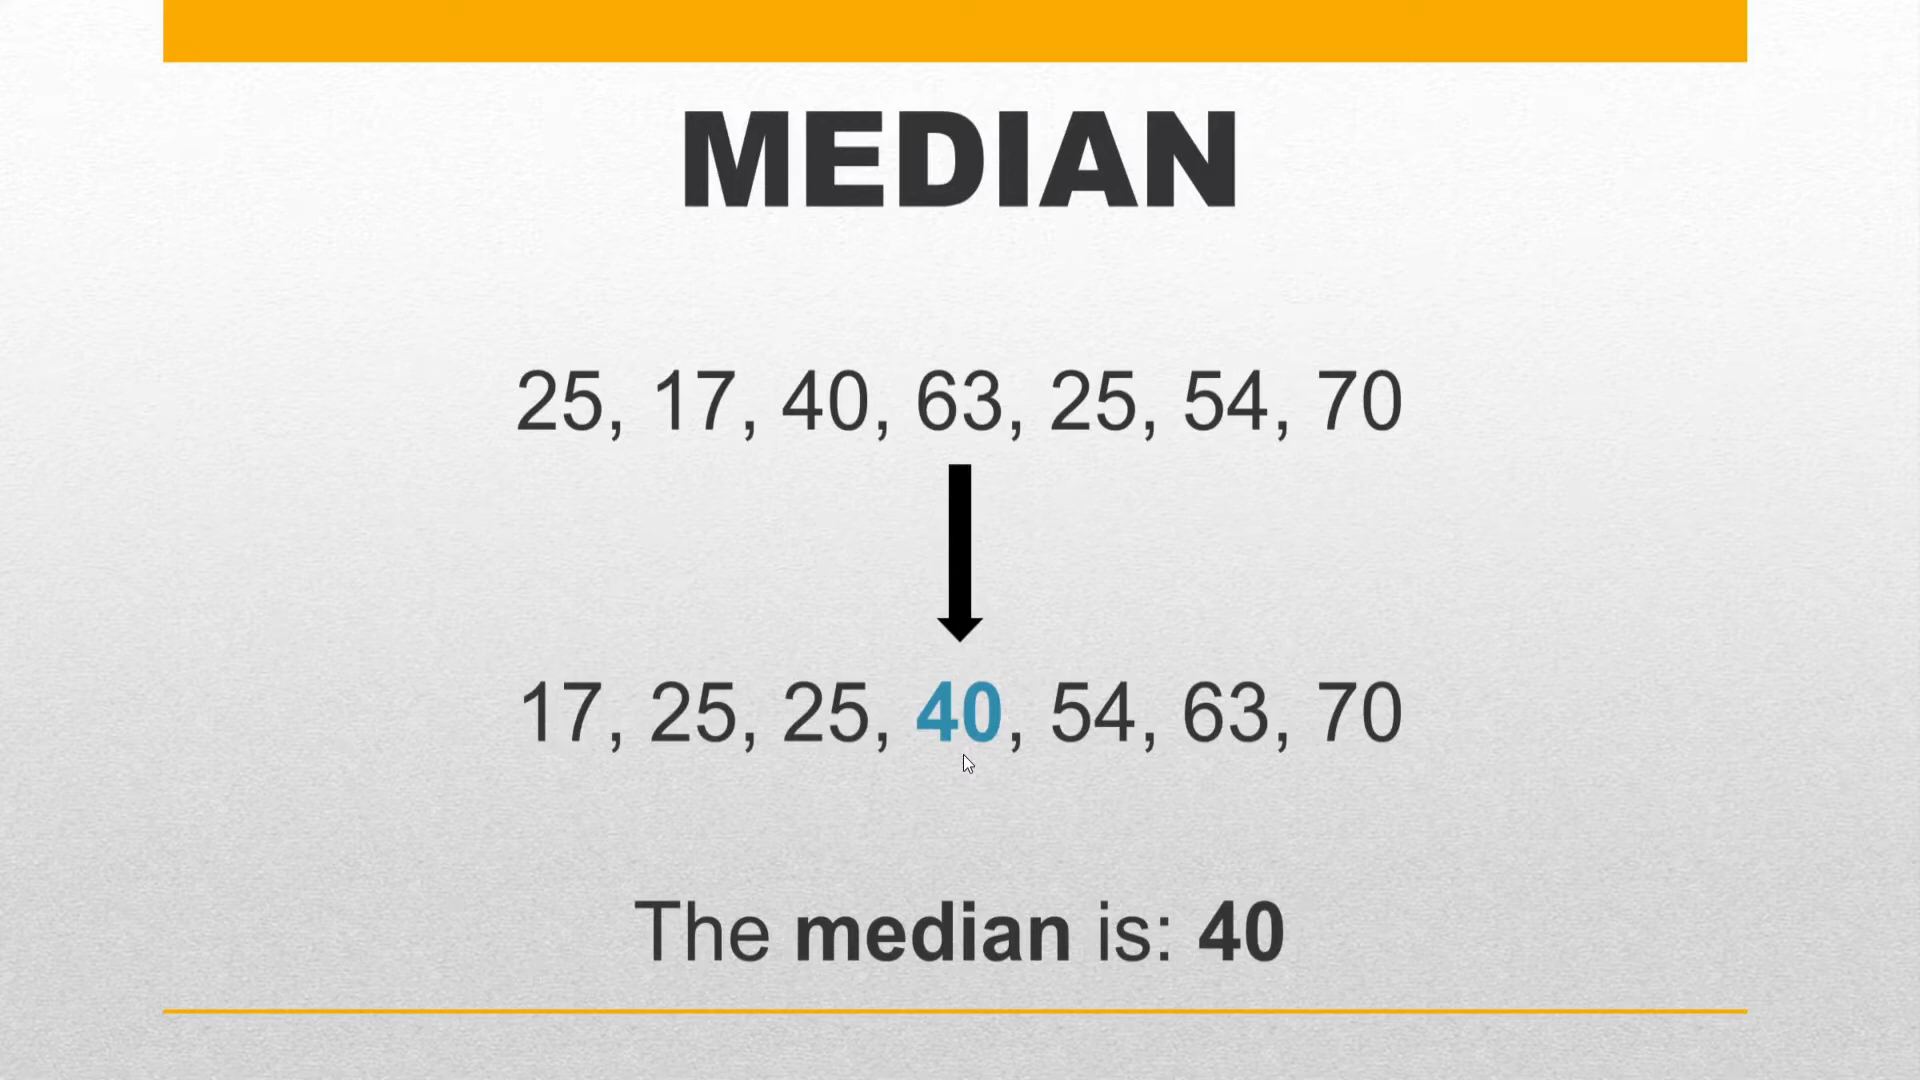 MEDIAN
25, 17, 40, 63, 25, 54, 70
17, 25, 25, 40, 54, 63, 70
The median is: 40